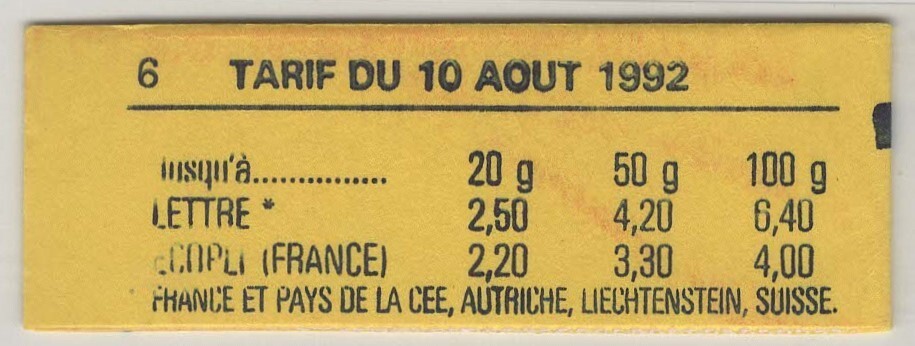 6 TARIF DU 10 AOUT 1992
Jusqu'à............... 20 g 50 g 100 g
LETTRE * 2,50 4,20 6,40
ECOPLI (FRANCE) 2,20 3,30 4,00
FRANCE ET PAYS DE LA CEE, AUTRICHE, LIECHTENSTEIN, SUISSE.